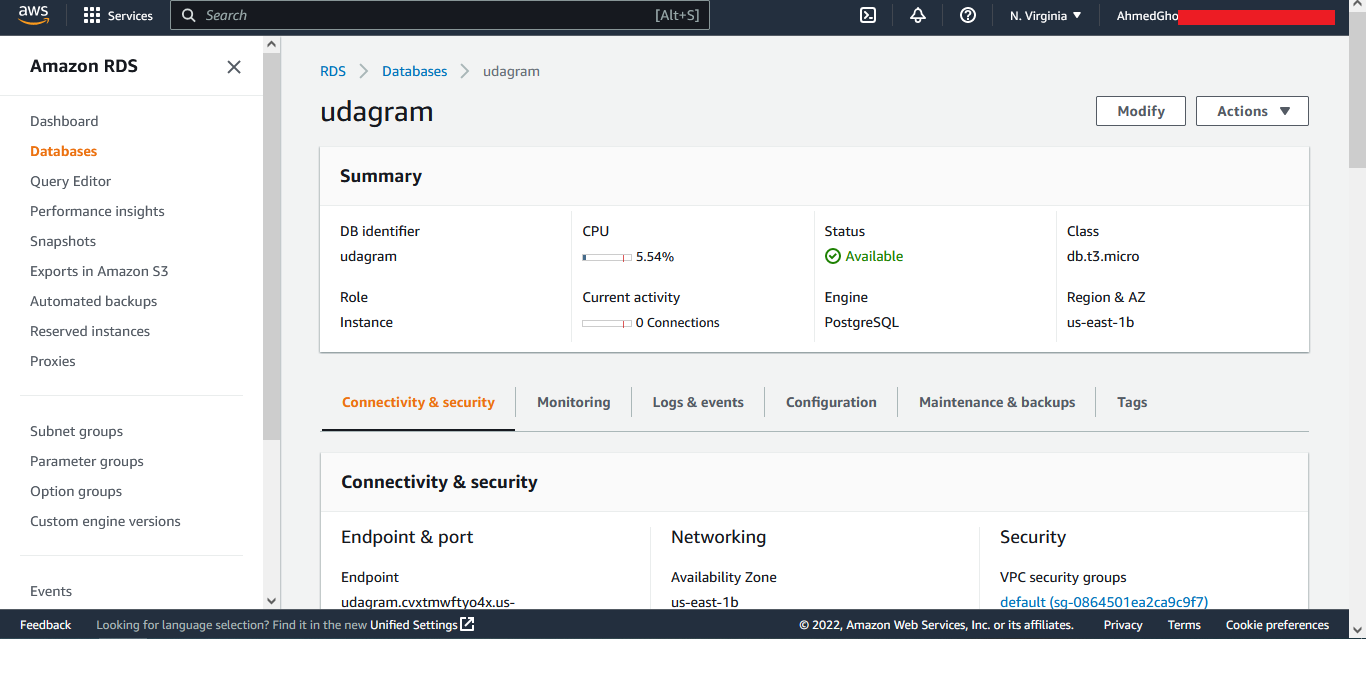 aws Services Search [Alt+S] N. Virginia AhmedGho
Amazon RDS
Dashboard
Databases
Query Editor
Performance insights
Snapshots
Exports in Amazon S3
Automated backups
Reserved instances
Proxies
Subnet groups
Parameter groups
Option groups
Custom engine versions
Events
RDS Databases udagram
udagram
Modify Actions
Summary
DB identifier
udagram
CPU
5.54%
Status
Available
Class
db.t3.micro
Role
Instance
Current activity
0 Connections
Engine
PostgreSQL
Region & AZ
us-east-1b
Connectivity & security Monitoring Logs & events Configuration Maintenance & backups Tags
Connectivity & security
Endpoint & port
Endpoint
udagram.cvxtmwftyo4x.us-
Networking
Availability Zone
us-east-1b
Security
VPC security groups
default (sg-0864501ea2ca9c9f7)
Feedback Looking for language selection? Find it in the new Unified Settings © 2022, Amazon Web Services, Inc. or its affiliates. Privacy Terms Cookie preferences